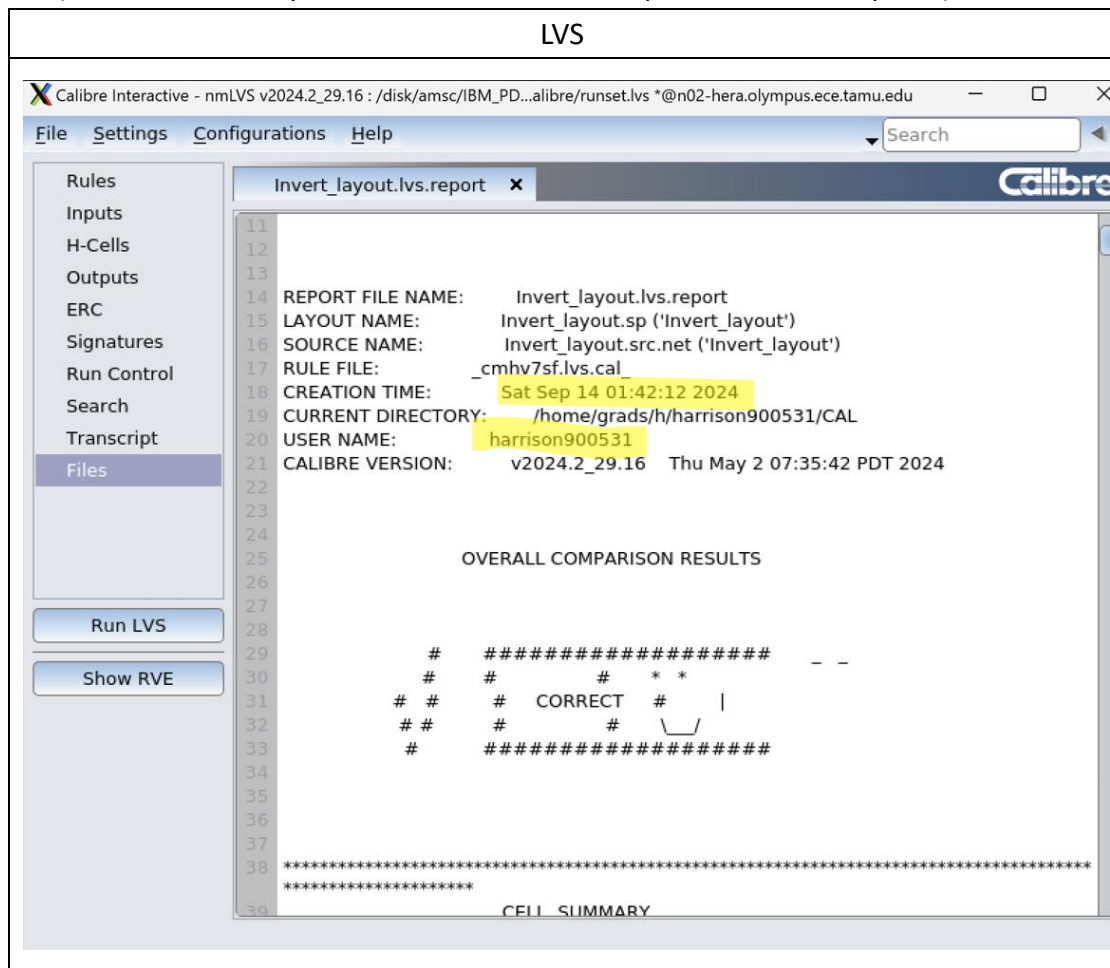 LVS
Calibre Interactive - nmLVS v2024.2_29.16 : /disk/amsc/IBM_PD...alibre/runset.lvs *@n02-hera.olympus.ece.tamu.edu
File Settings Configurations Help Search
Rules
Inputs
H-Cells
Outputs
ERC
Signatures
Run Control
Search
Transcript
Files
Run LVS
Show RVE
Invert_layout.lvs.report
Calibre
11
12
13
14 REPORT FILE NAME: Invert_layout.lvs.report
15 LAYOUT NAME: Invert_layout.sp ('Invert_layout')
16 SOURCE NAME: Invert_layout.src.net ('Invert_layout')
17 RULE FILE: _cmhv7sf.lvs.cal_
18 CREATION TIME: Sat Sep 14 01:42:12 2024
19 CURRENT DIRECTORY: /home/grads/h/harrison900531/CAL
20 USER NAME: harrison900531
21 CALIBRE VERSION: v2024.2_29.16 Thu May 2 07:35:42 PDT 2024
22
23
24
25 OVERALL COMPARISON RESULTS
26
27
28
29 # ################### _ _
30 # # # * *
31 # # # CORRECT # |
32 # # # # \___/
33 # ###################
34
35
36
37
38 **********************************************************************************************************
39 CELL SUMMARY